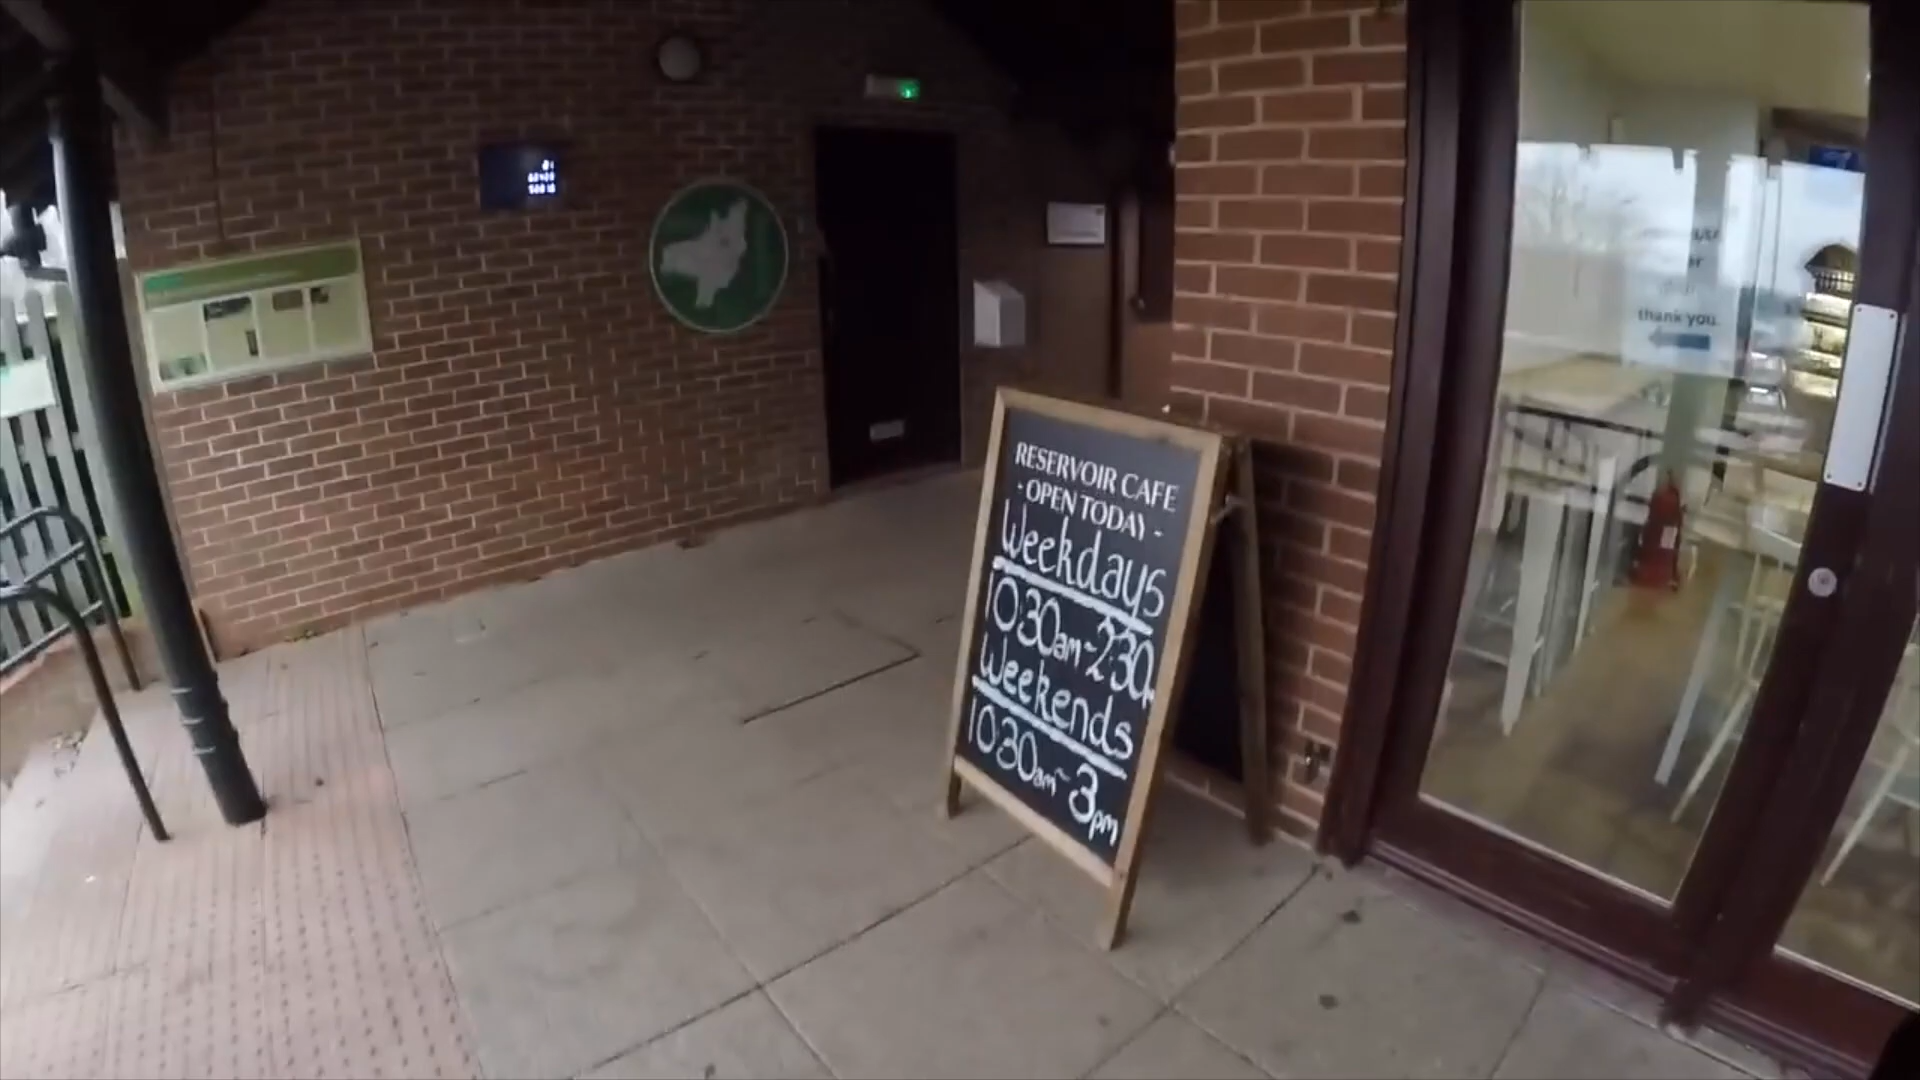 RESERVOIR CAFE
- OPEN TODAY -
Weekdays
10:30am - 2:30
Weekends
10:30am - 3pm
thank you